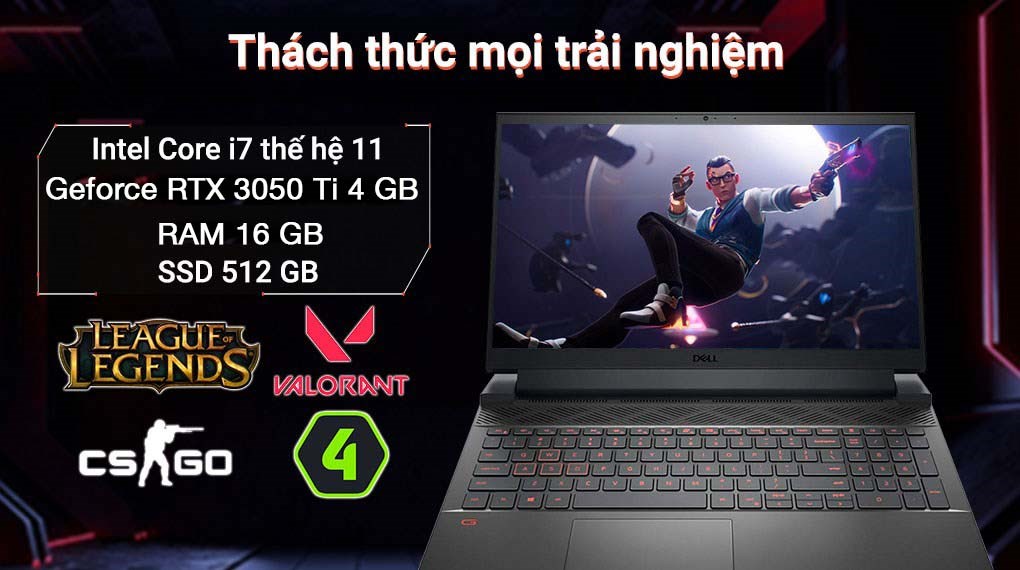 Thách thức mọi trải nghiệm
Intel Core i7 thế hệ 11
Geforce RTX 3050 Ti 4 GB
RAM 16 GB
SSD 512 GB
LEAGUE OF
LEGENDS
VALORANT
CS GO
4
DELL